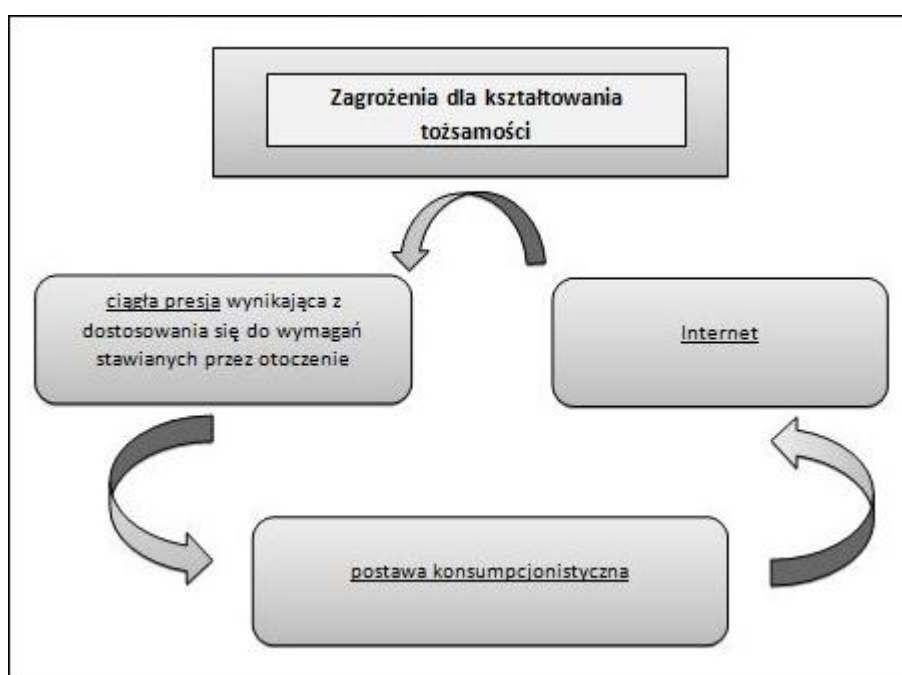 Zagrożenia dla kształtowania
tożsamości
ciągła presja wynikająca z
dostosowania się do wymagań
stawianych przez otoczenie
Internet
postawa konsumpcjonistyczna